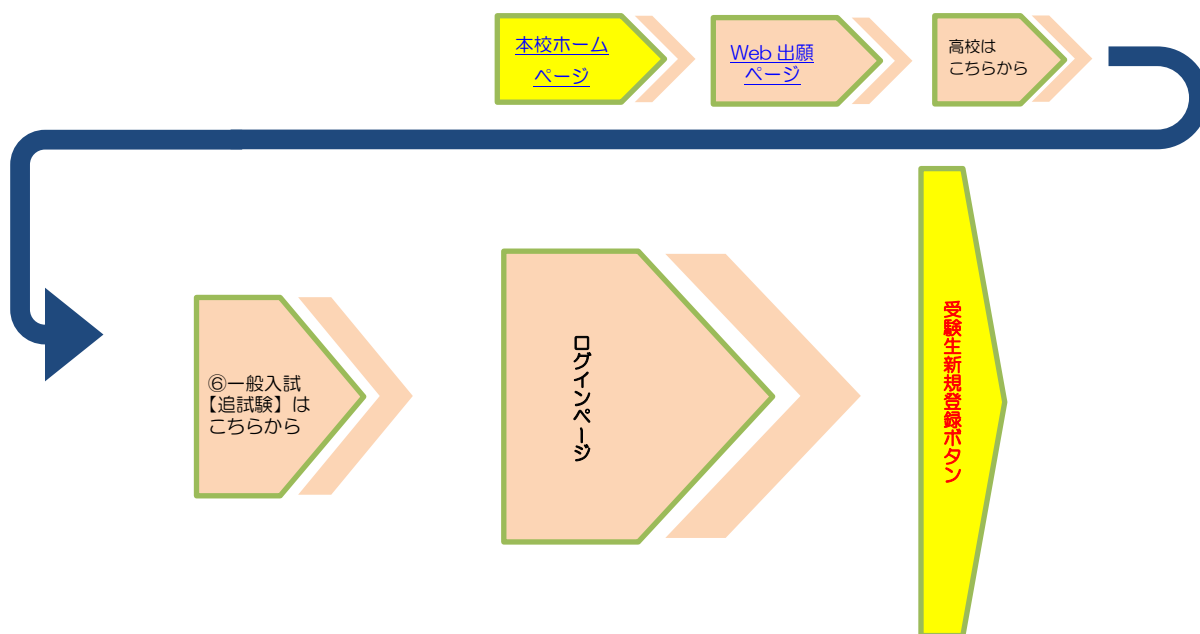 本校ホーム
ページ
Web 出願
ページ
高校は
こちらから
⑥一般入試
【追試験】は
こちらから
ログインページ
受験生新規登録ボタン